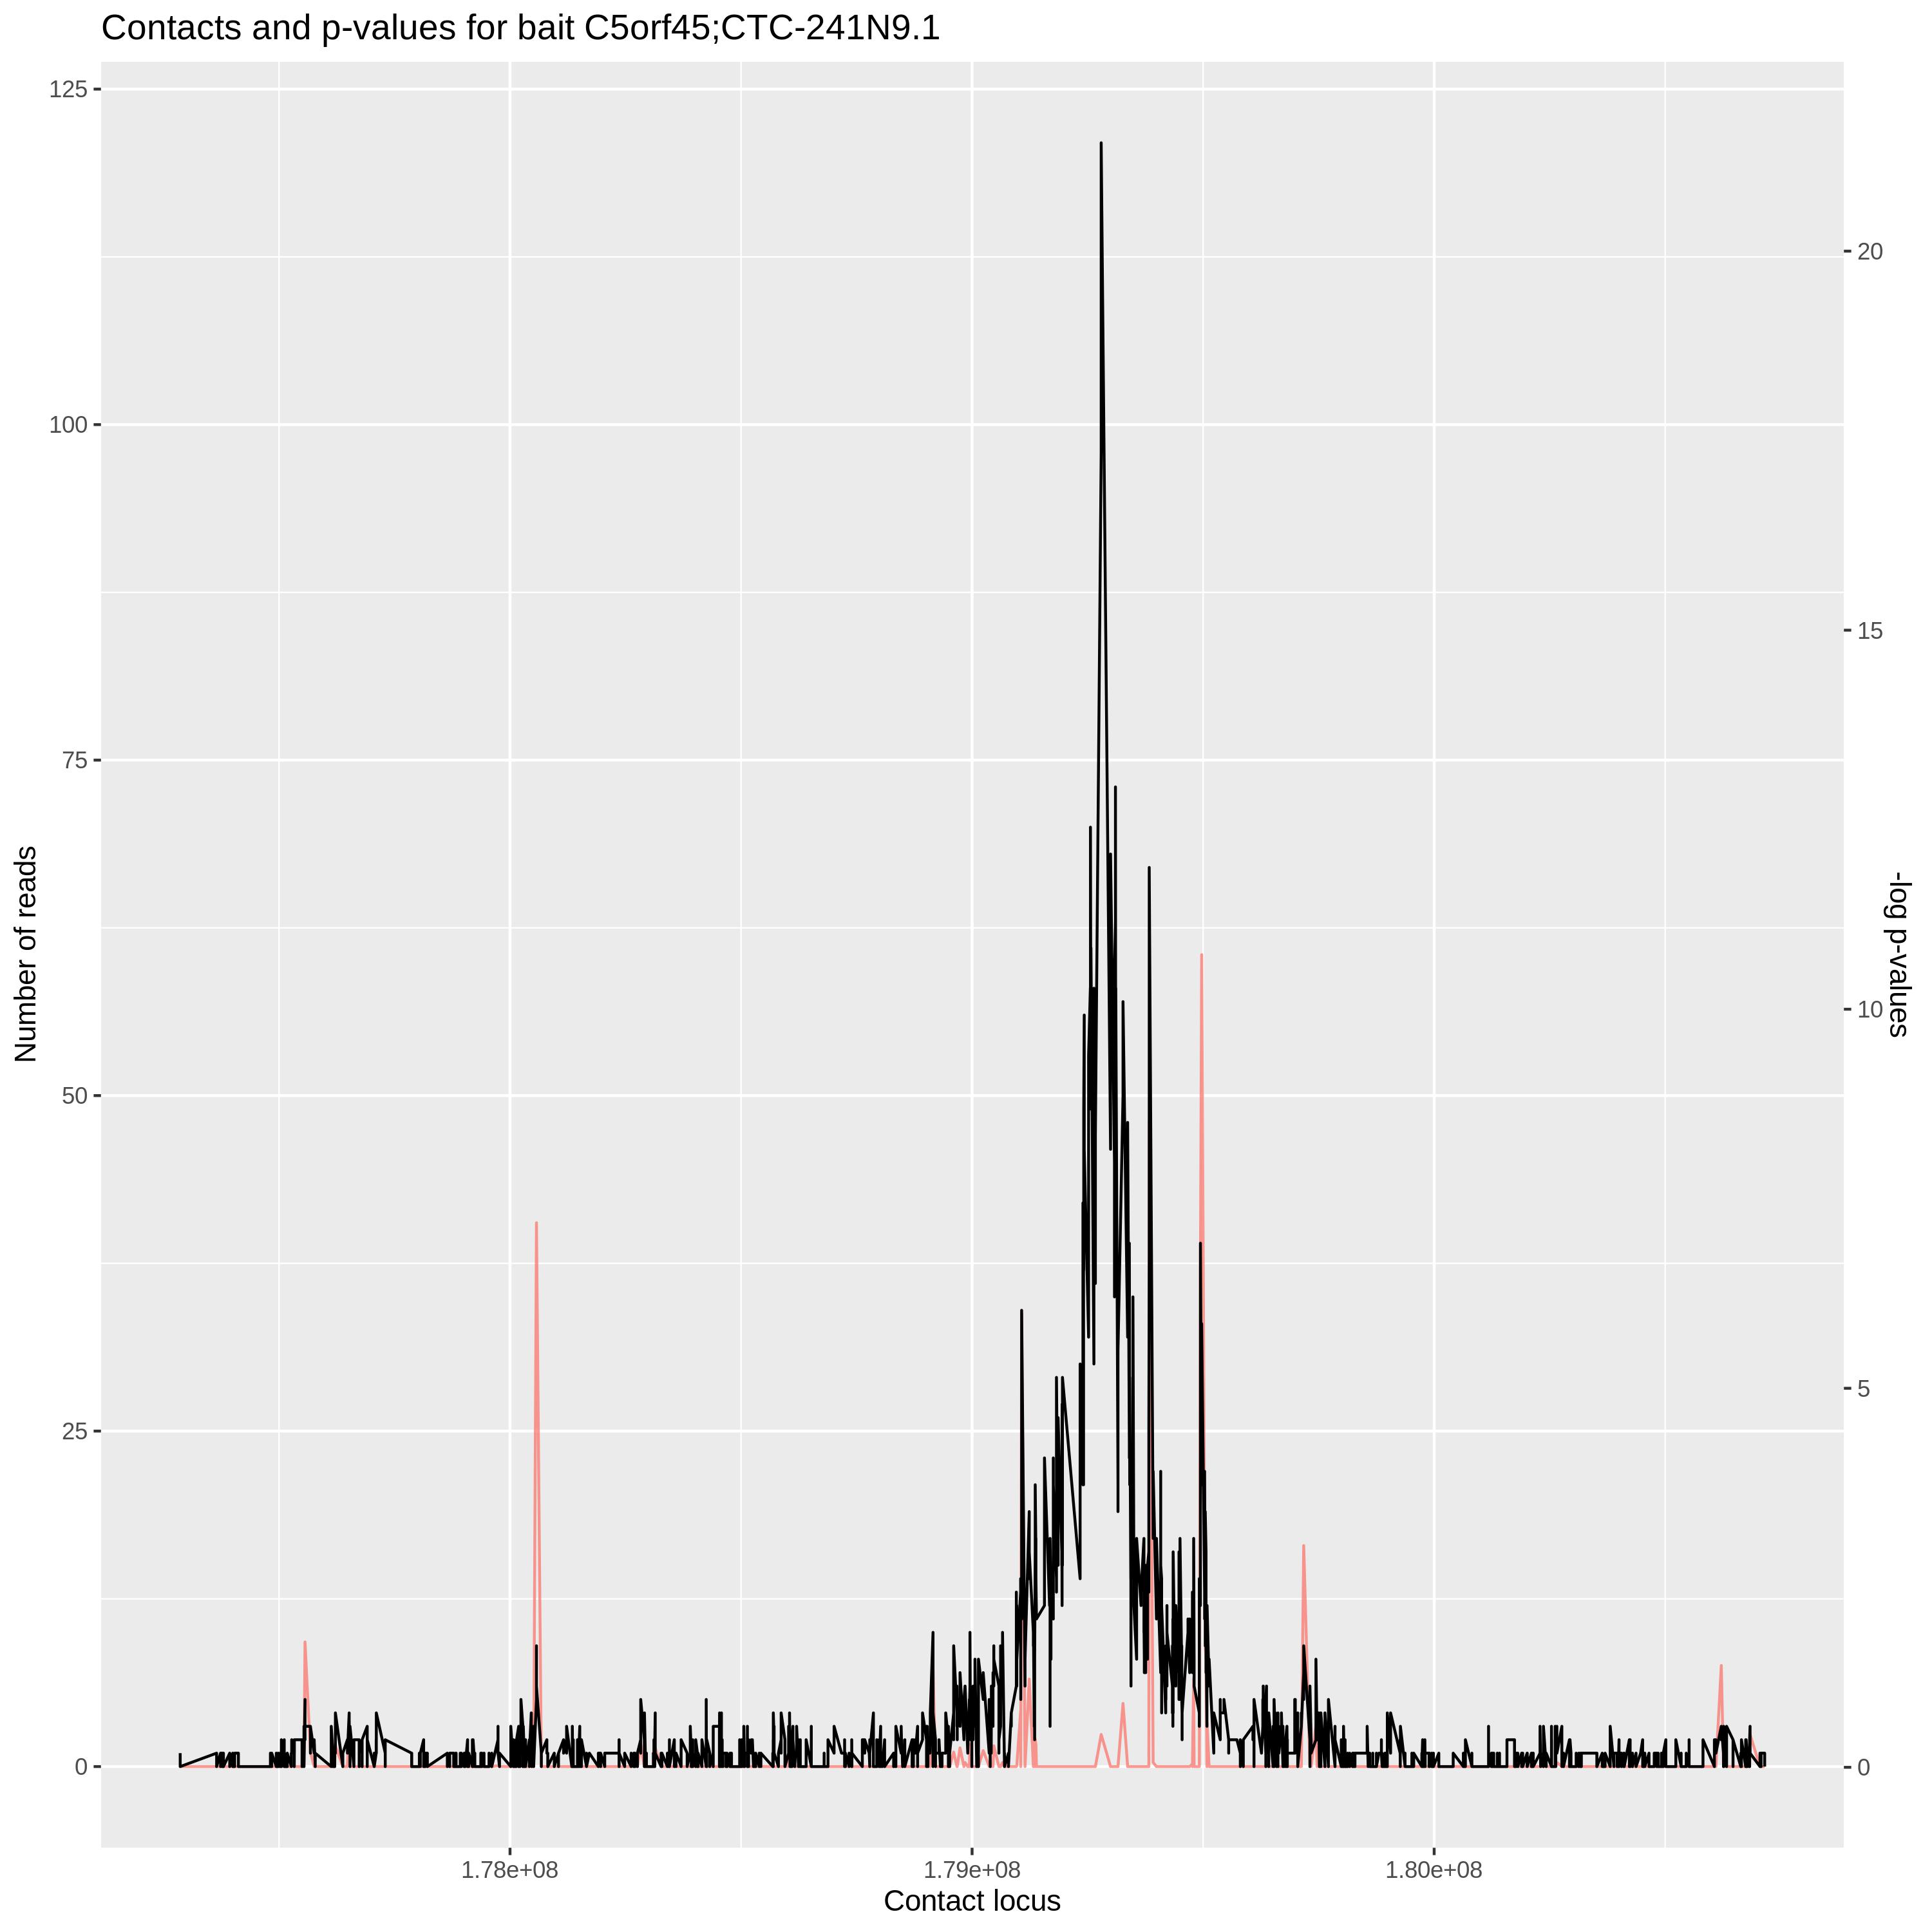 Contacts and p-values for bait C5orf45;CTC-241N9.1
125
100
75
50
25
0
Number of reads
20
15
10
5
0
-log p-values
1.78e+08
1.79e+08
1.80e+08
Contact locus